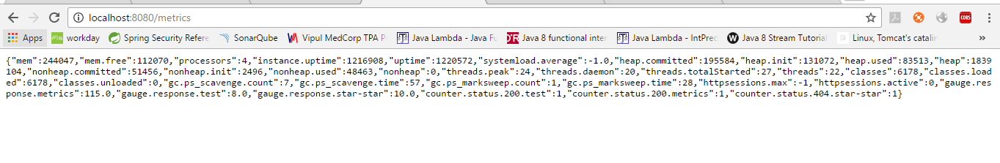 localhost:8080/metrics
CORS
Apps workday Spring Security Refere SonarQube Vipul MedCorp TPA P Java Lambda - Java Fu Java 8 functional inter Java Lambda - IntPred Java 8 Stream Tutorial Linux, Tomcat's catalin »
{"mem":244047,"mem.free":112070,"processors":4,"instance.uptime":1216908,"uptime":1220572,"systemload.average":-1.0,"heap.committed":195584,"heap.init":131072,"heap.used":83513,"heap":1839
104,"nonheap.committed":51456,"nonheap.init":2496,"nonheap.used":48463,"nonheap":0,"threads.peak":24,"threads.daemon":20,"threads.totalStarted":27,"threads":22,"classes":6178,"classes.loade
d":6178,"classes.unloaded":0,"gc.ps_scavenge.count":7,"gc.ps_scavenge.time":57,"gc.ps_marksweep.count":1,"gc.ps_marksweep.time":28,"httpsessions.max":-1,"httpsessions.active":0,"gauge.res
ponse.metrics":115.0,"gauge.response.test":8.0,"gauge.response.star-star":10.0,"counter.status.200.test":1,"counter.status.200.metrics":1,"counter.status.404.star-star":1}